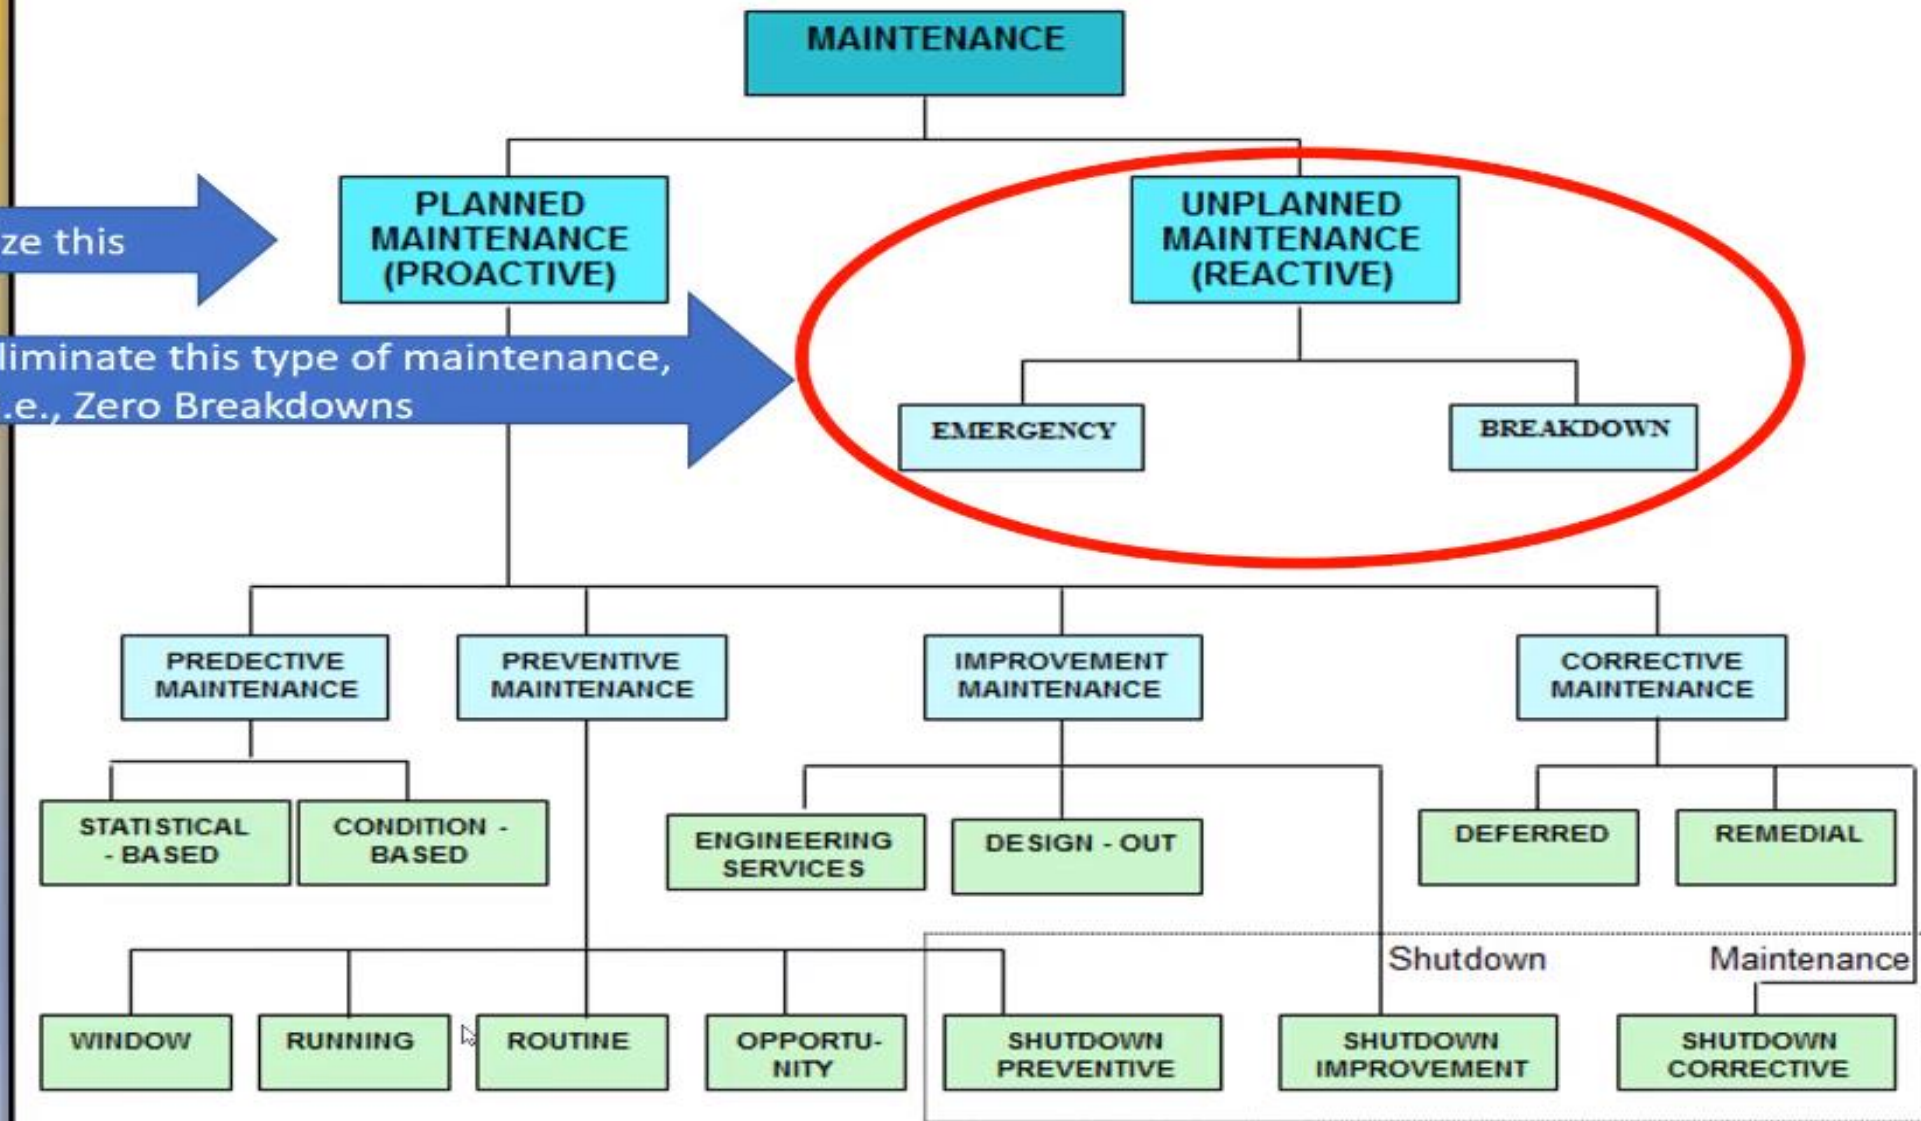 MAINTENANCE
PLANNED
MAINTENANCE
(PROACTIVE)
UNPLANNED
MAINTENANCE
(REACTIVE)
ze this
liminate this type of maintenance,
.e., Zero Breakdowns
EMERGENCY
BREAKDOWN
PREDECTIVE
MAINTENANCE
PREVENTIVE
MAINTENANCE
IMPROVEMENT
MAINTENANCE
CORRECTIVE
MAINTENANCE
STATISTICAL
- BASED
CONDITION -
BASED
ENGINEERING
SERVICES
DESIGN - OUT
DEFERRED
REMEDIAL
Shutdown Maintenance
WINDOW
RUNNING
ROUTINE
OPPORTU-
NITY
SHUTDOWN
PREVENTIVE
SHUTDOWN
IMPROVEMENT
SHUTDOWN
CORRECTIVE